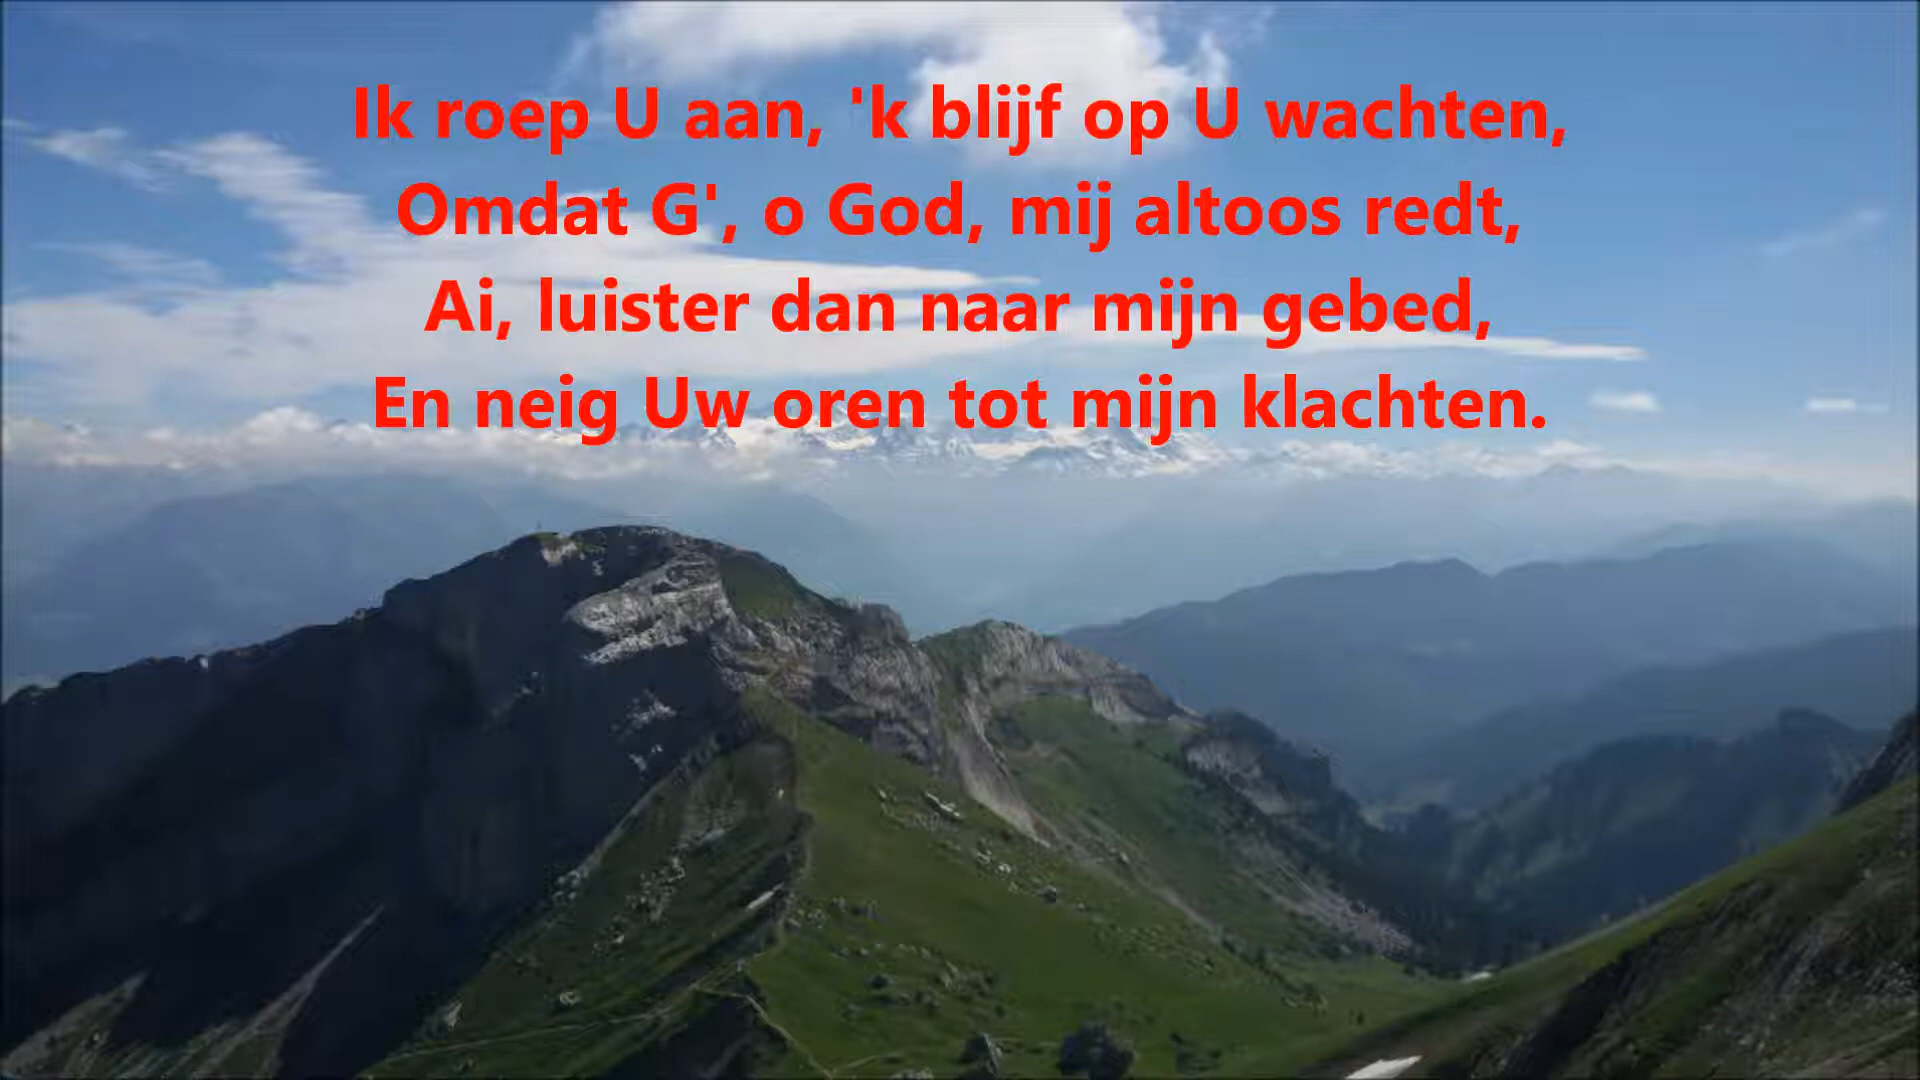 Ik roep U aan, 'k blijf op U wachten,
Omdat G', o God, mij altoos redt,
Ai, luister dan naar mijn gebed,
En neig Uw oren tot mijn klachten.